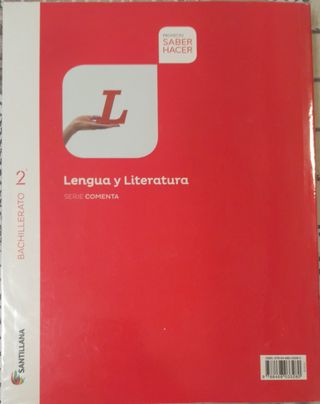 PROYECTO
SABER
HACER
L
Lengua y Literatura
SERIE COMENTA
BACHILLERATO 2
SANTILLANA